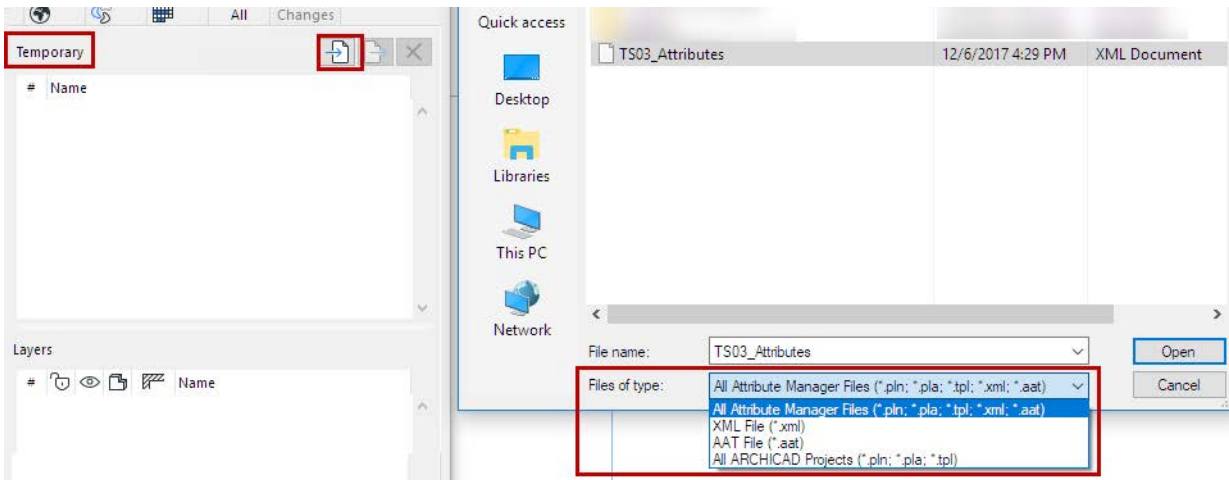 All Changes
Temporary
# Name
Layers
# Name
Quick access
Desktop
Libraries
This PC
Network
TS03_Attributes 12/6/2017 4:29 PM XML Document
File name: TS03_Attributes Open
Files of type: All Attribute Manager Files (*.pln; *.pla; *.tpl; *.xml; *.aat) Cancel
All Attribute Manager Files (*.pln; *.pla; *.tpl; *.xml; *.aat)
XML File (*.xml)
AAT File (*.aat)
All ARCHICAD Projects (*.pln; *.pla; *.tpl)